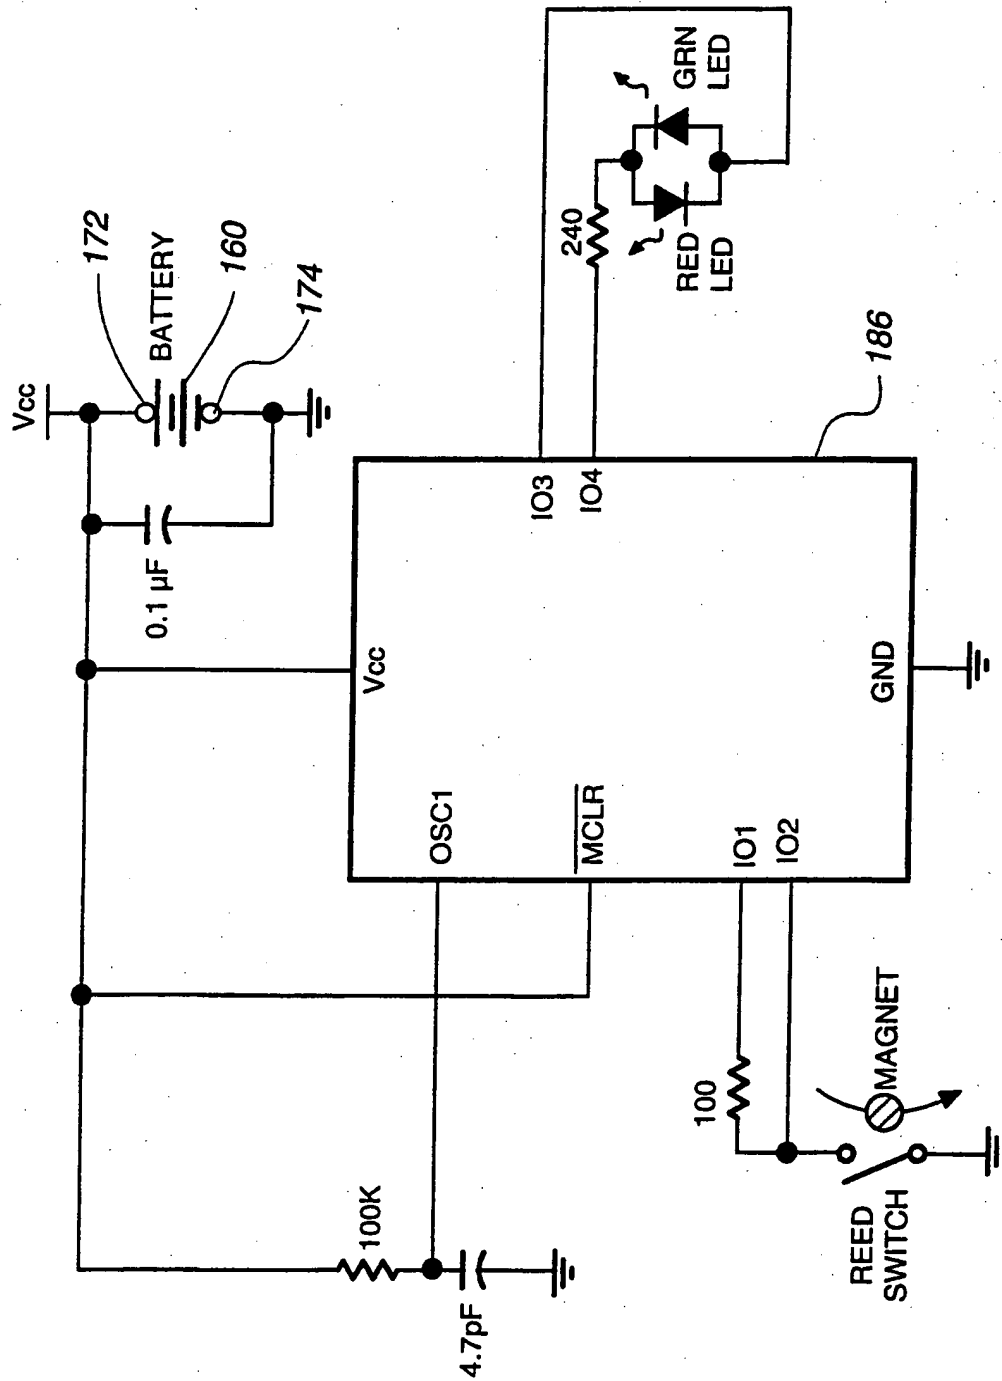 Vcc
172
BATTERY
160
174
0.1 µF
Vcc
OSC1
MCLR
IO1
IO2
GND
IO3
IO4
186
240
RED
LED
GRN
LED
100K
4.7pF
100
REED
SWITCH
MAGNET